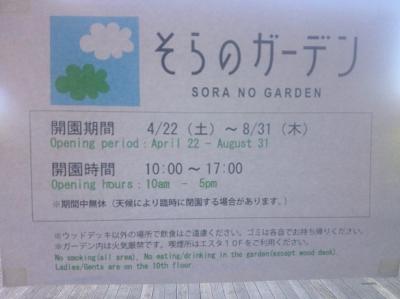 そらのガーデン
SORA NO GARDEN
開園期間 4/22（土）～8/31（木）
Opening period : April 22 - August 31
開園時間 10:00～17:00
Opening hours : 10am - 5pm
※期間中無休（天候により臨時に閉園する場合があります。）
※ウッドデッキ以外の場所で飲食はご遠慮ください。ゴミは各自でお持ち帰りください。
※ガーデン内は火気厳禁です。喫煙所はエスタ１０Ｆをご利用ください。
No smoking(all area), No eating/drinking in the garden(except wood deck).
Ladies/Gents are on the 10th floor.